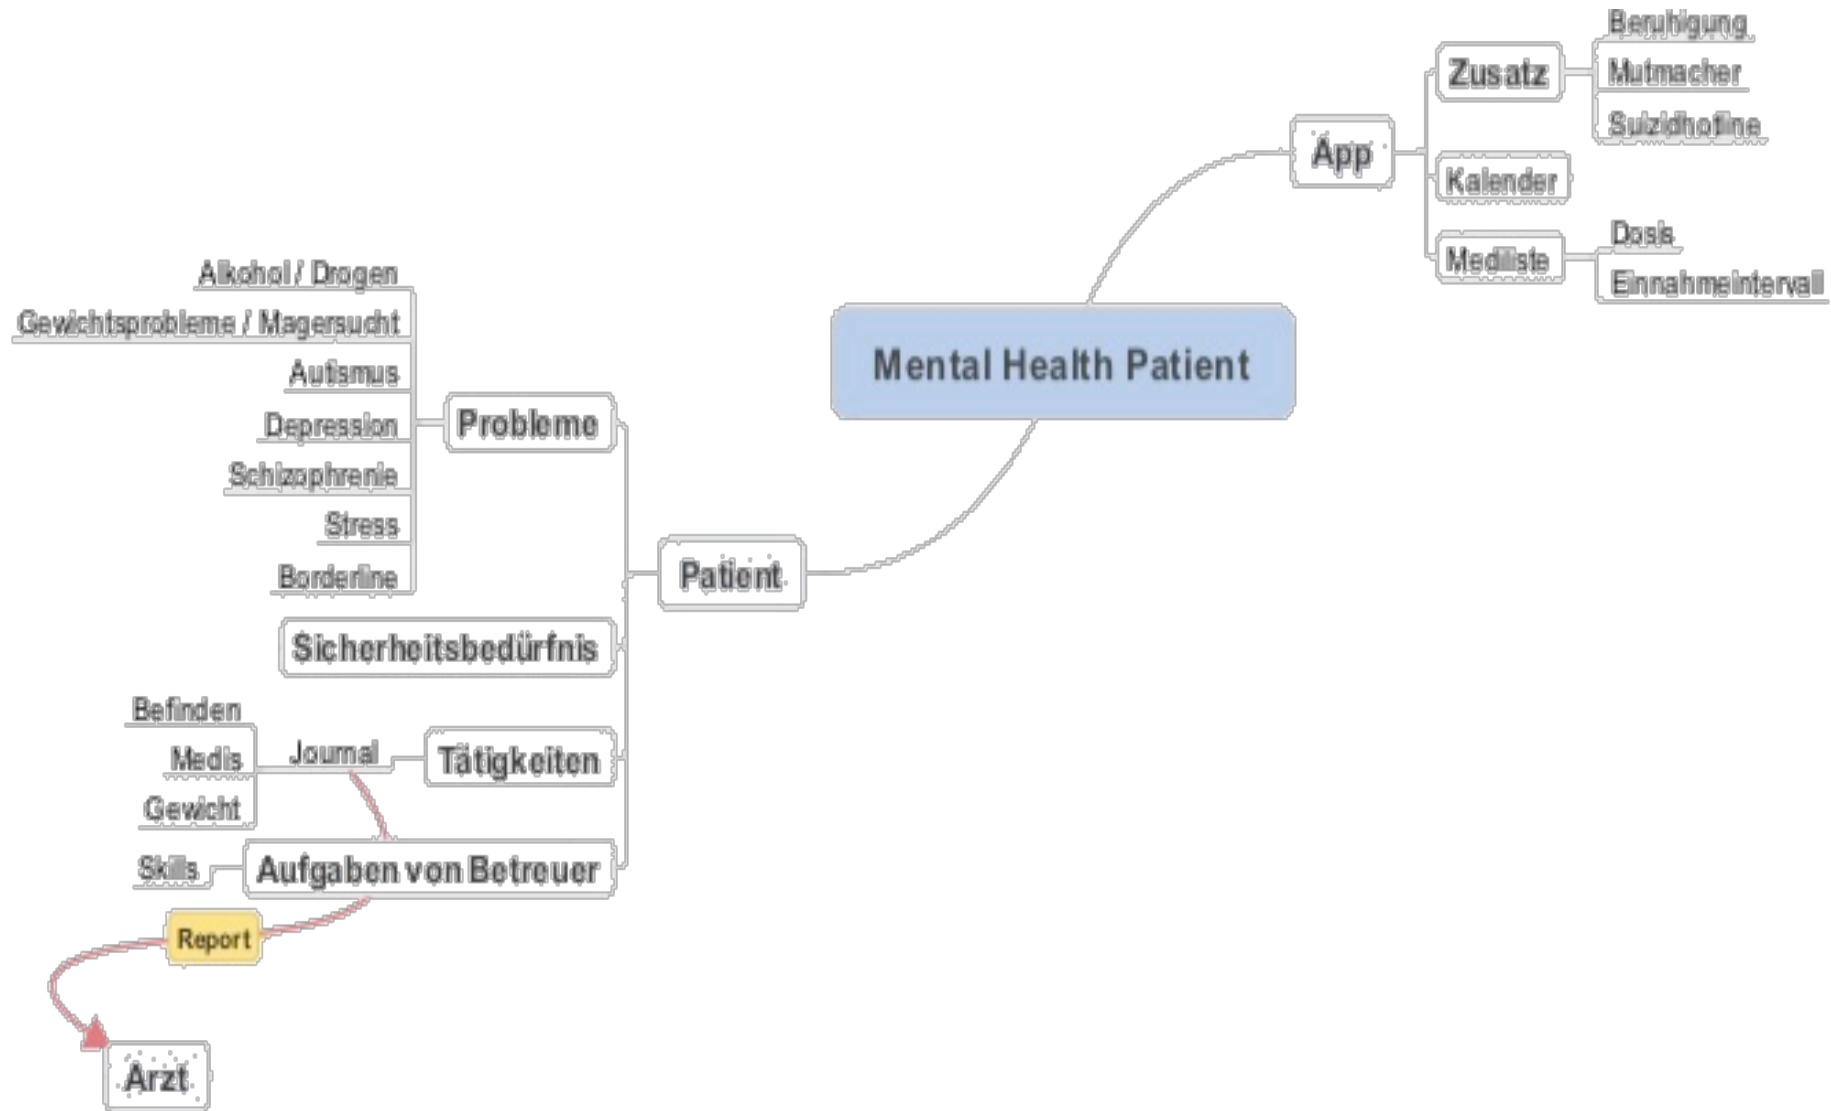 Beruhigung
Zusatz
Mutmacher
Suizidhotline
App
Kalender
Dosis
Mediliste
Einnahmeintervall
Mental Health Patient
Alkohol / Drogen
Gewichtsprobleme / Magersucht
Autismus
Depression
Probleme
Schizophrenie
Stress
Borderline
Patient
Sicherheitsbedürfnis
Befinden
Medis
Journal
Tätigkeiten
Gewicht
Skills
Aufgaben von Betreuer
Report
Arzt